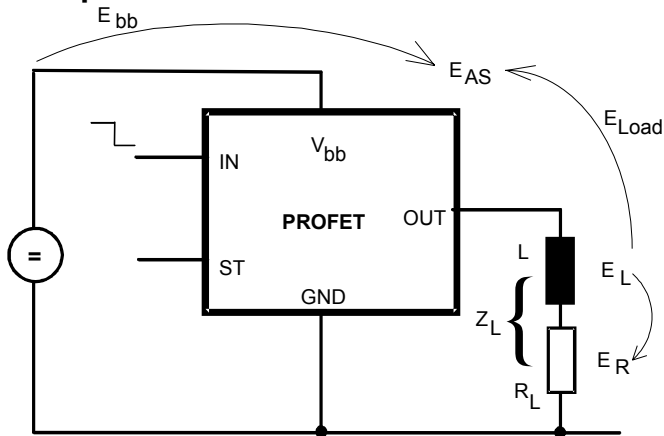 E bb
E AS
E Load
V bb
IN
PROFET
OUT
ST
L
E L
GND
Z L
{
E R
R L
=